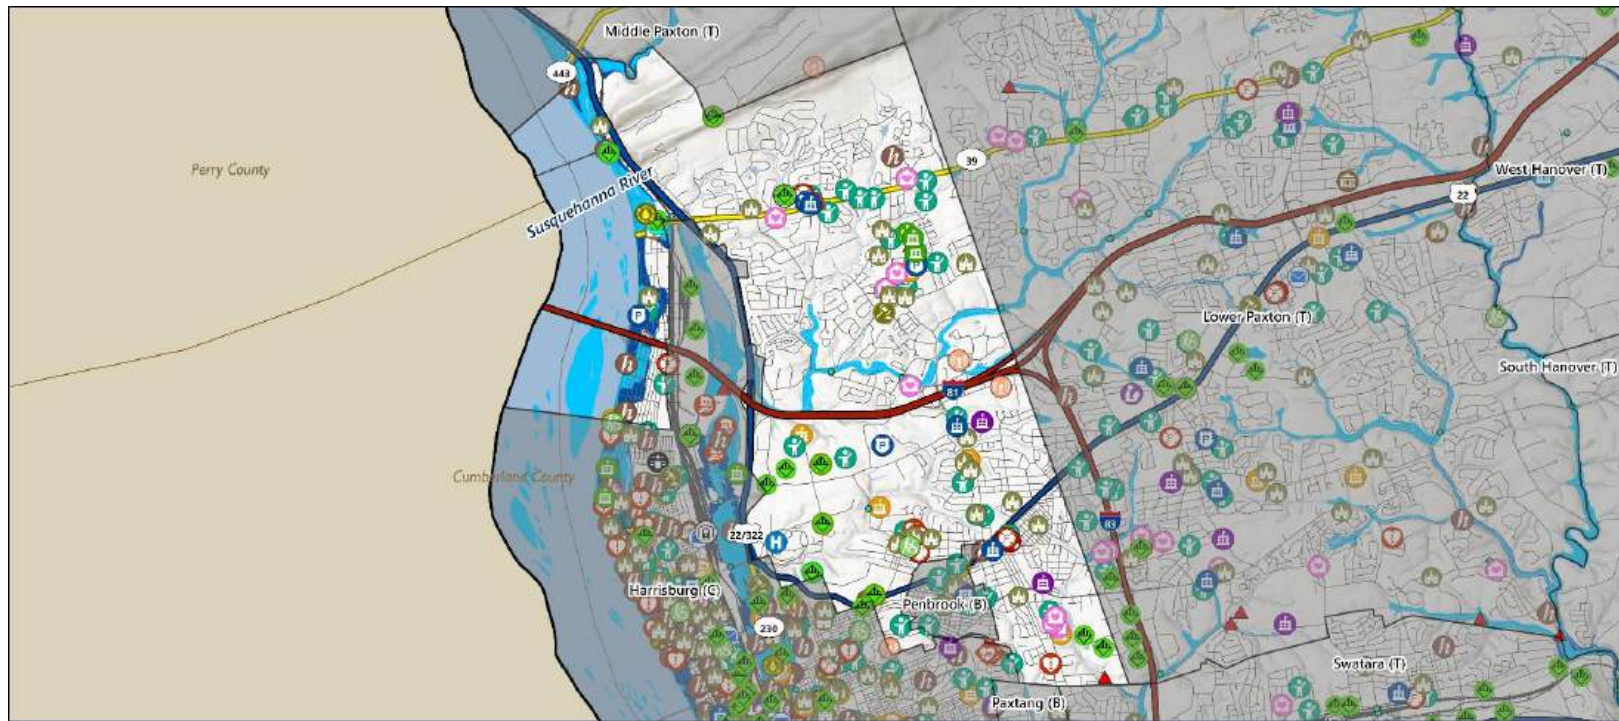 Middle Paxton (T)
443
Perry County
Susquehanna River
39
West Hanover (T)
22
Lower Paxton (T)
South Hanover (T)
81
Cumberland County
83
22/322
H
Harrisburg (C)
Penbrook (B)
230
Swatara (T)
Paxtang (B)